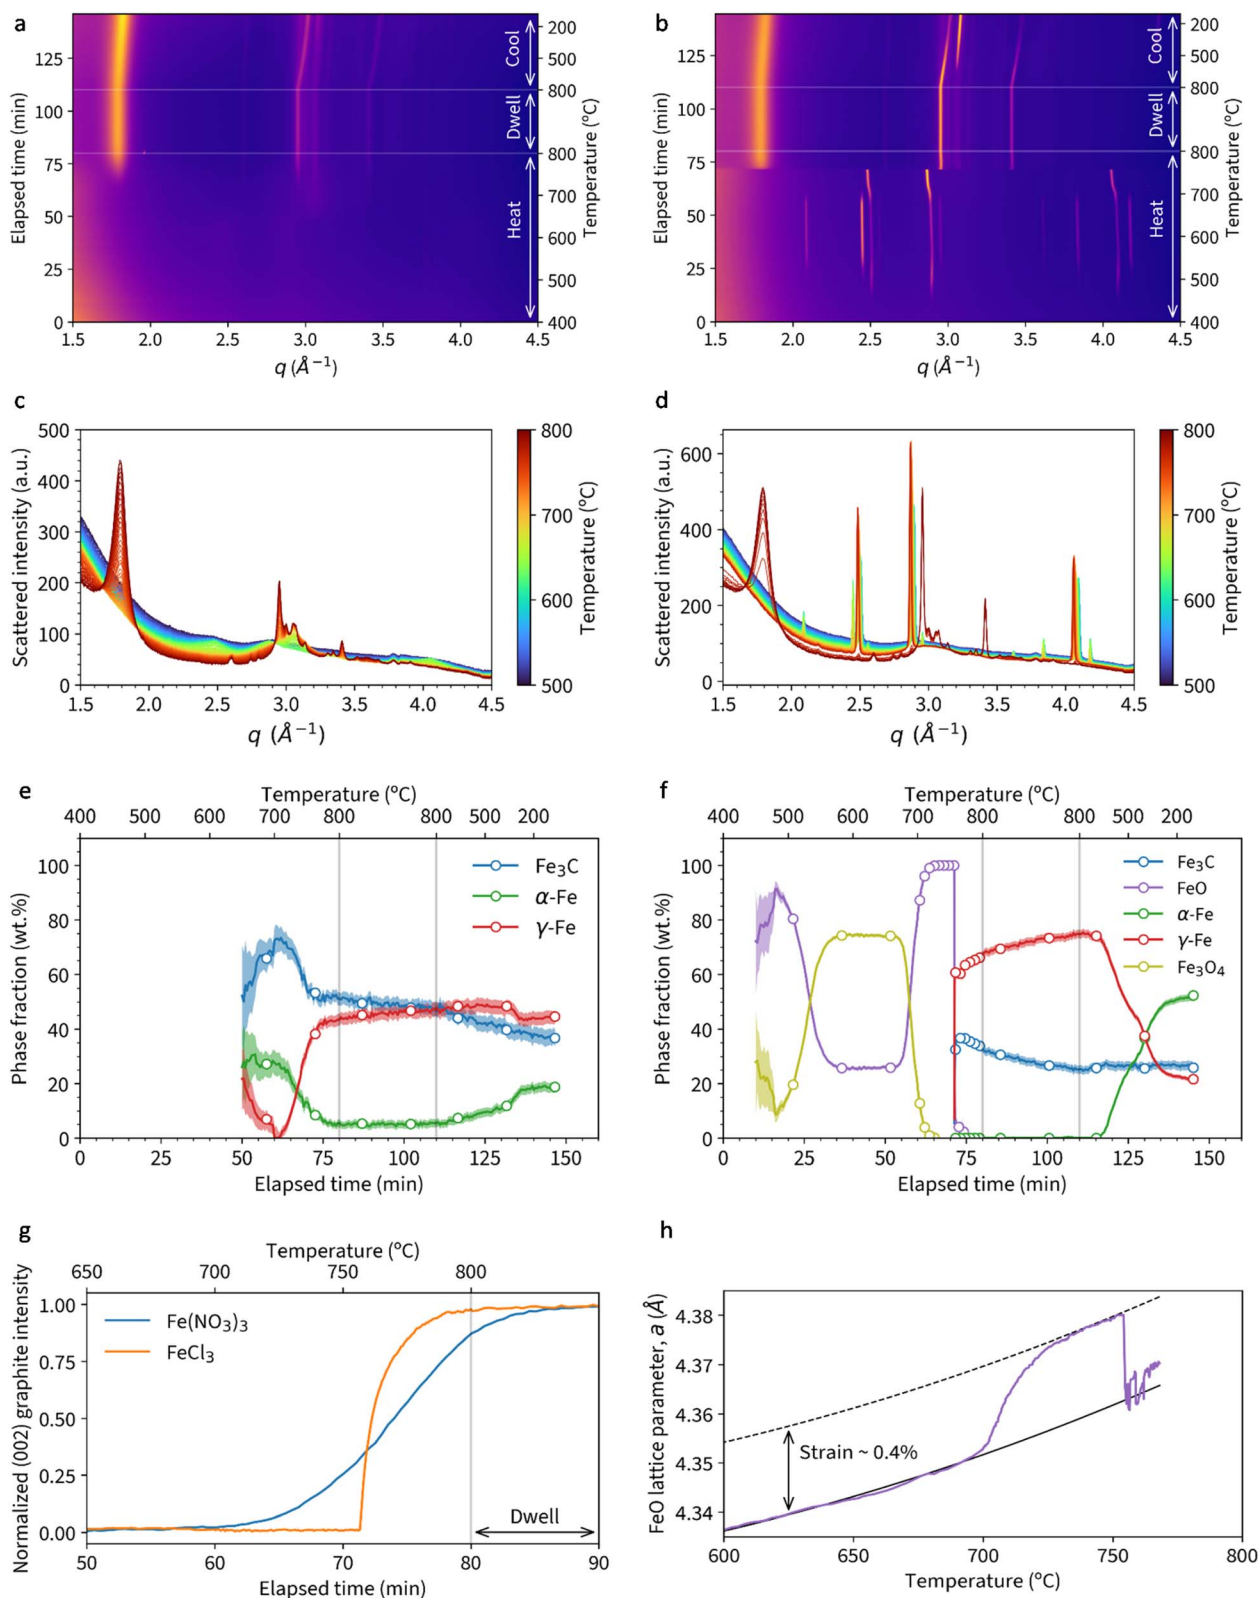 a
Elapsed time (min)
125
100
75
50
25
0
1.5 2.0 2.5 3.0 3.5 4.0 4.5
q (Å⁻¹)
Cool
Dwell
Heat
200
500
800
800
700
600
500
400
Temperature (°C)
b
Elapsed time (min)
125
100
75
50
25
0
1.5 2.0 2.5 3.0 3.5 4.0 4.5
q (Å⁻¹)
Cool
Dwell
Heat
200
500
800
800
700
600
500
400
Temperature (°C)
c
Scattered intensity (a.u.)
500
400
300
200
100
0
1.5 2.0 2.5 3.0 3.5 4.0 4.5
q (Å⁻¹)
800
700
600
500
Temperature (°C)
d
Scattered intensity (a.u.)
600
400
200
0
1.5 2.0 2.5 3.0 3.5 4.0 4.5
q (Å⁻¹)
800
700
600
500
Temperature (°C)
e
Temperature (°C)
400 500 600 700 800 800 500 200
Phase fraction (wt.%)
100
80
60
40
20
0
Fe₃C
α-Fe
γ-Fe
0 25 50 75 100 125 150
Elapsed time (min)
f
Temperature (°C)
400 500 600 700 800 800 500 200
Phase fraction (wt.%)
100
80
60
40
20
0
Fe₃C
FeO
α-Fe
γ-Fe
Fe₃O₄
0 25 50 75 100 125 150
Elapsed time (min)
g
Temperature (°C)
650 700 750 800
Normalized (002) graphite intensity
1.00
0.75
0.50
0.25
0.00
Fe(NO₃)₃
FeCl₃
Dwell
50 60 70 80 90
Elapsed time (min)
h
FeO lattice parameter, a (Å)
4.38
4.37
4.36
4.35
4.34
Strain ~ 0.4%
600 650 700 750 800
Temperature (°C)